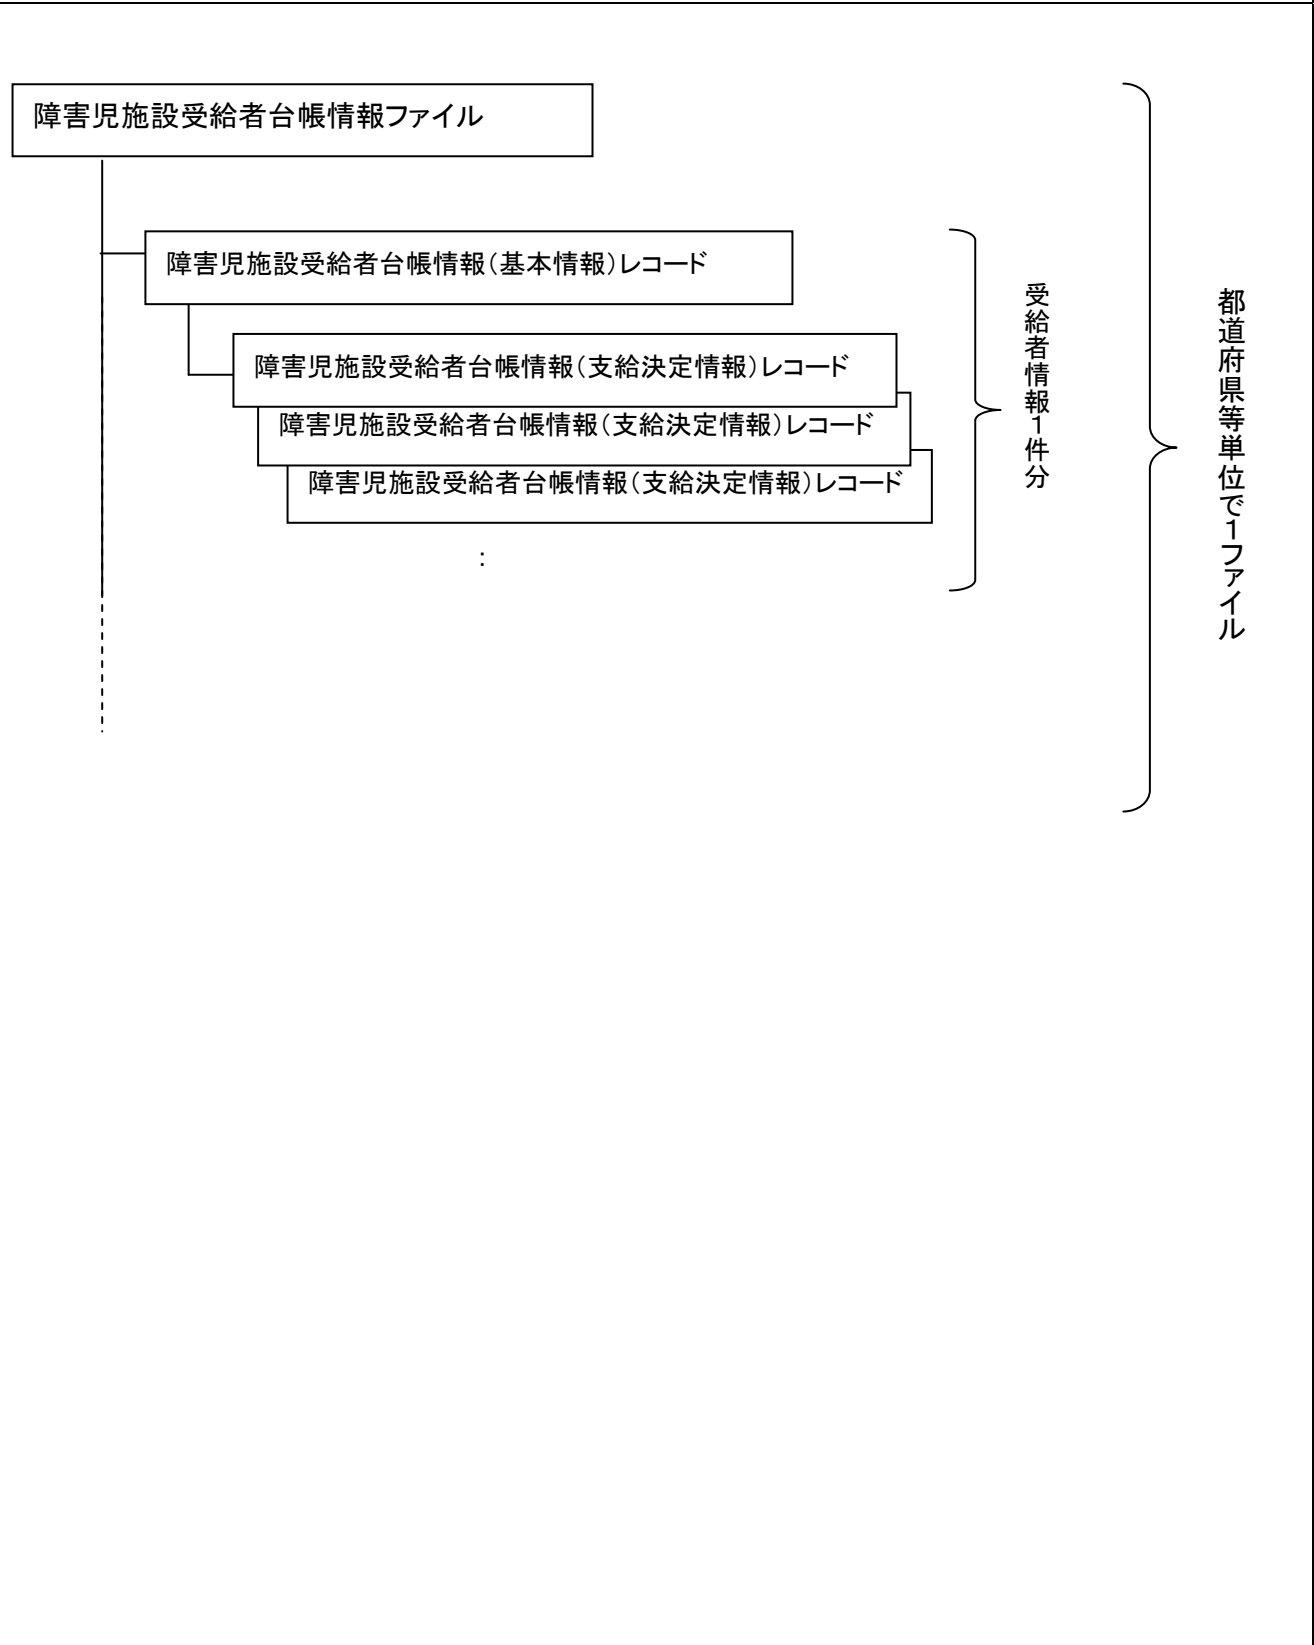 障害児施設受給者台帳情報ファイル
障害児施設受給者台帳情報（基本情報）レコード
障害児施設受給者台帳情報（支給決定情報）レコード
障害児施設受給者台帳情報（支給決定情報）レコード
障害児施設受給者台帳情報（支給決定情報）レコード
：
受給者情報１件分
都道府県等単位で１ファイル